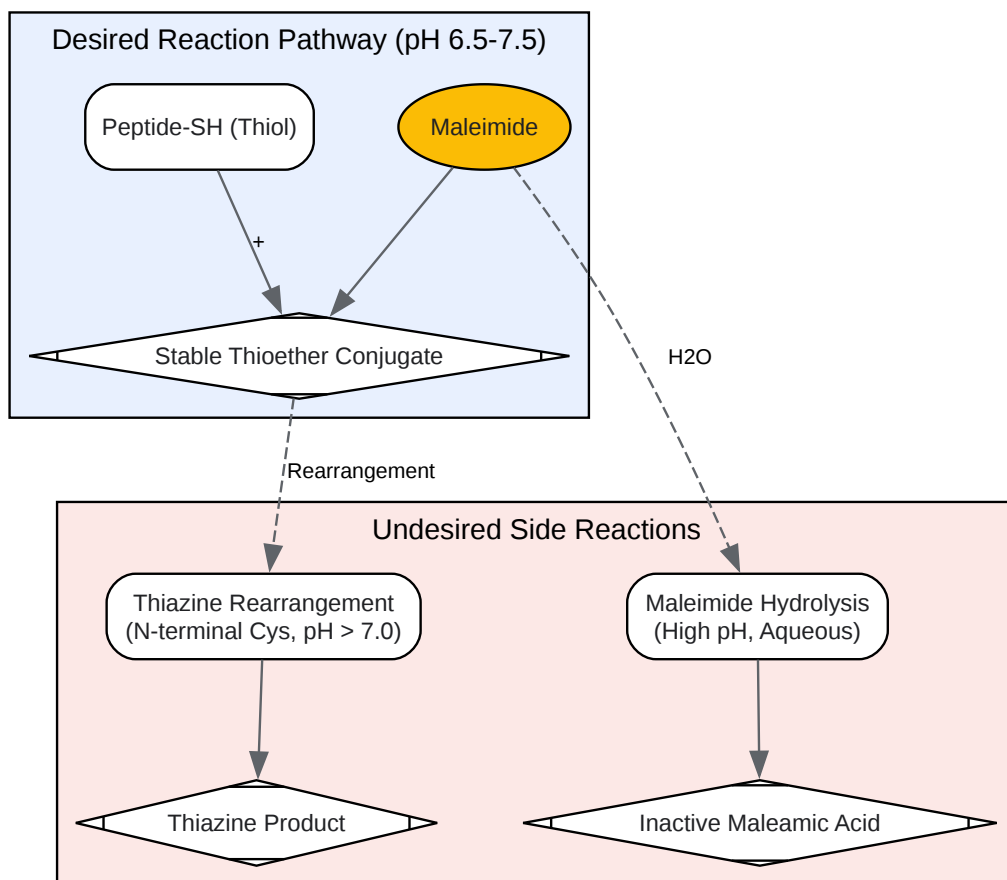 Desired Reaction Pathway (pH 6.5-7.5)
Peptide-SH (Thiol)
Maleimide
+
Stable Thioether Conjugate
H2O
Rearrangement
Undesired Side Reactions
Thiazine Rearrangement
(N-terminal Cys, pH > 7.0)
Maleimide Hydrolysis
(High pH, Aqueous)
Thiazine Product
Inactive Maleamic Acid